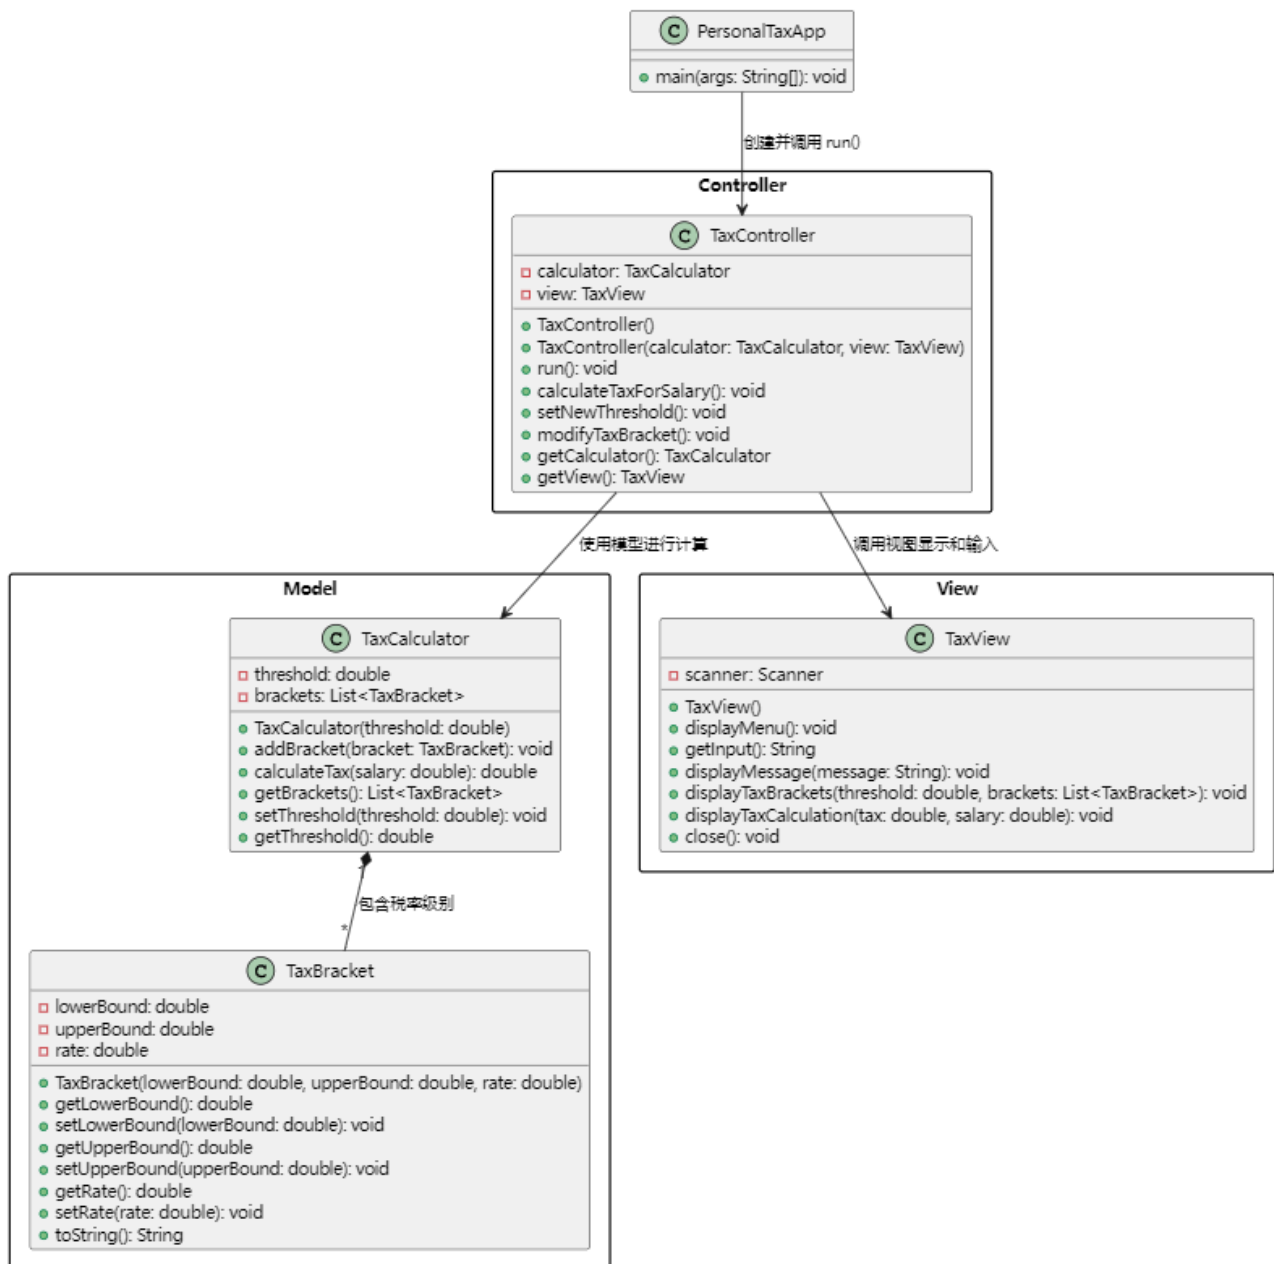 C PersonalTaxApp
main(args: String[]): void
创建并调用 run()
Controller
C TaxController
calculator: TaxCalculator
view: TaxView
TaxController()
TaxController(calculator: TaxCalculator, view: TaxView)
run(): void
calculateTaxForSalary(): void
setNewThreshold(): void
modifyTaxBracket(): void
getCalculator(): TaxCalculator
getView(): TaxView
使用模型进行计算
调用视图显示和输入
Model
C TaxCalculator
threshold: double
brackets: List<TaxBracket>
TaxCalculator(threshold: double)
addBracket(bracket: TaxBracket): void
calculateTax(salary: double): double
getBrackets(): List<TaxBracket>
setThreshold(threshold: double): void
getThreshold(): double
View
C TaxView
scanner: Scanner
TaxView()
displayMenu(): void
getInput(): String
displayMessage(message: String): void
displayTaxBrackets(threshold: double, brackets: List<TaxBracket>): void
displayTaxCalculation(tax: double, salary: double): void
close(): void
包含税率级别
*
C TaxBracket
lowerBound: double
upperBound: double
rate: double
TaxBracket(lowerBound: double, upperBound: double, rate: double)
getLowerBound(): double
setLowerBound(lowerBound: double): void
getUpperBound(): double
setUpperBound(upperBound: double): void
getRate(): double
setRate(rate: double): void
toString(): String